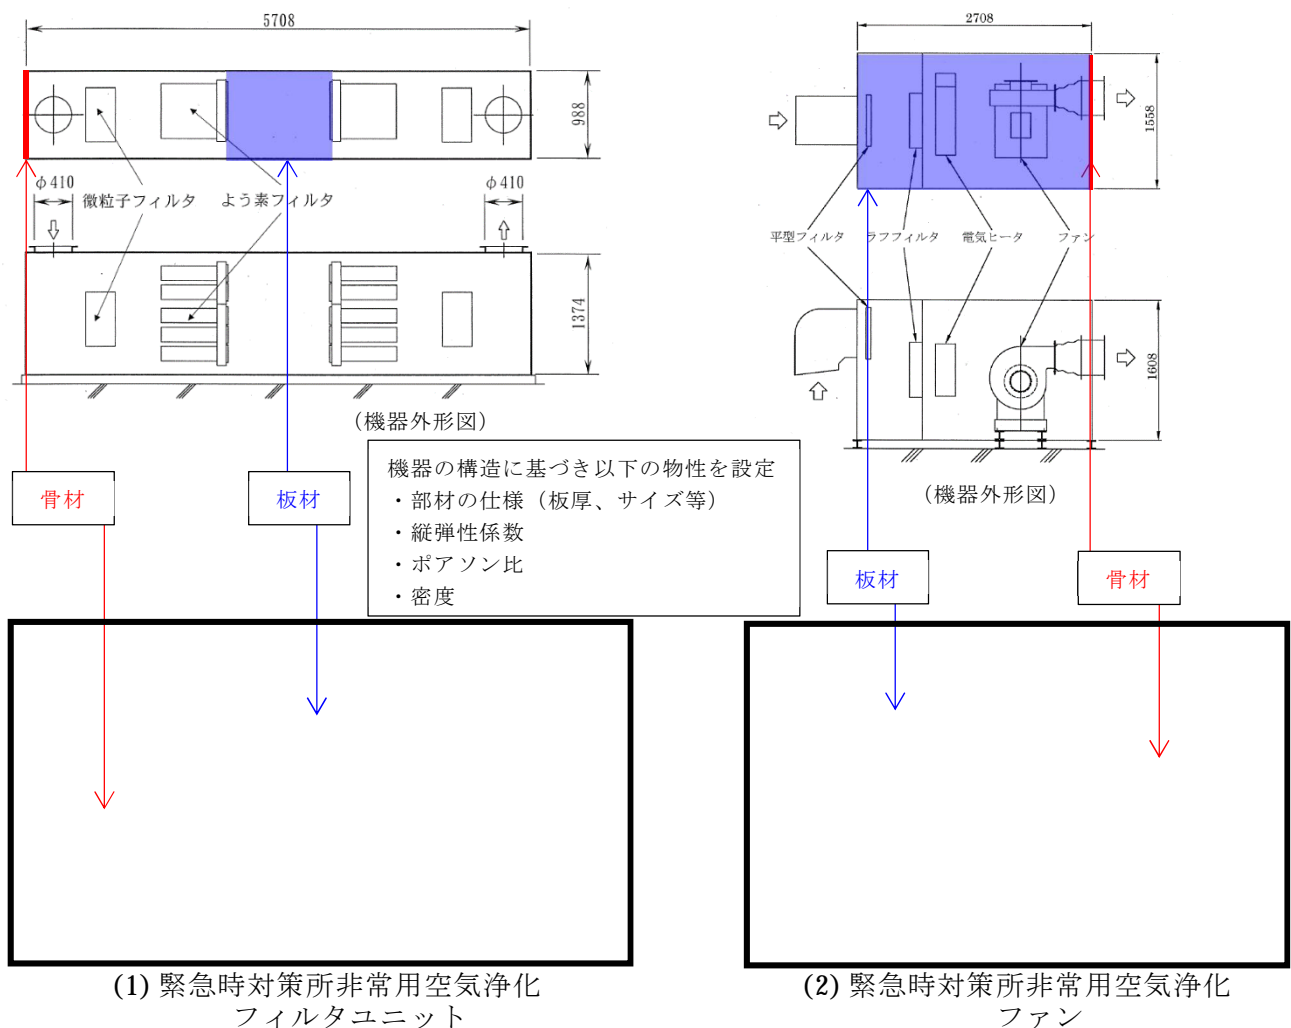 5708
988
φ410
φ410
微粒子フィルタ
よう素フィルタ
1374
(機器外形図)
2708
1558
平型フィルタ
ラフフィルタ
電気ヒータ
ファン
1608
(機器外形図)
骨材
板材
機器の構造に基づき以下の物性を設定
・部材の仕様（板厚、サイズ等）
・縦弾性係数
・ポアソン比
・密度
板材
骨材
(1) 緊急時対策所非常用空気浄化
フィルタユニット
(2) 緊急時対策所非常用空気浄化
ファン